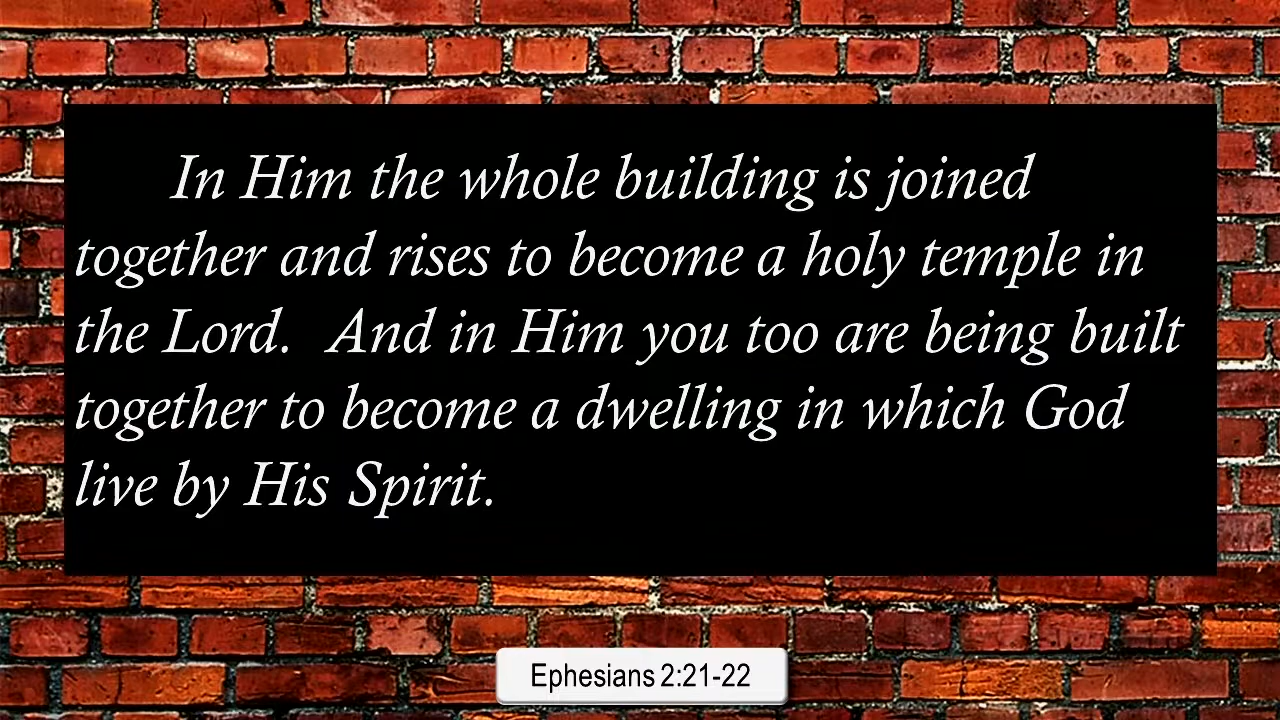 In Him the whole building is joined
together and rises to become a holy temple in
the Lord.  And in Him you too are being built
together to become a dwelling in which God
live by His Spirit.
Ephesians 2:21-22